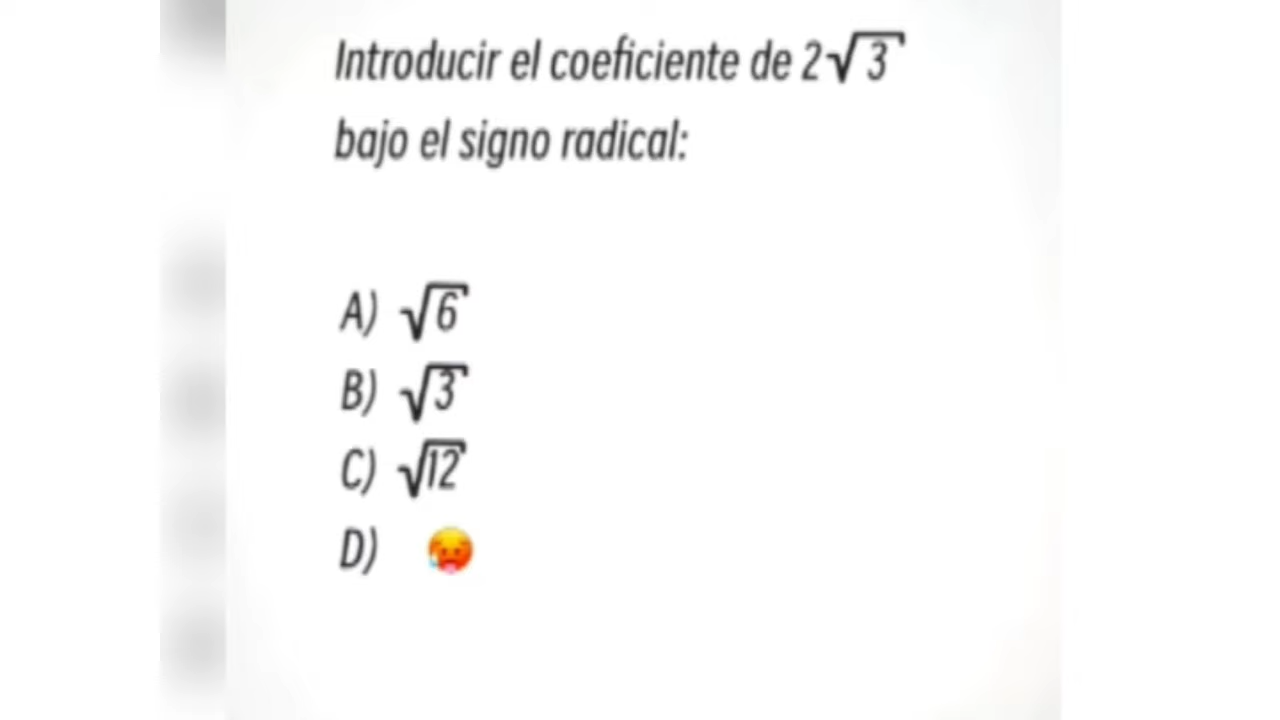 Introducir el coeficiente de 2√3
bajo el signo radical:
A) √6
B) √3
C) √12
D) 🥵